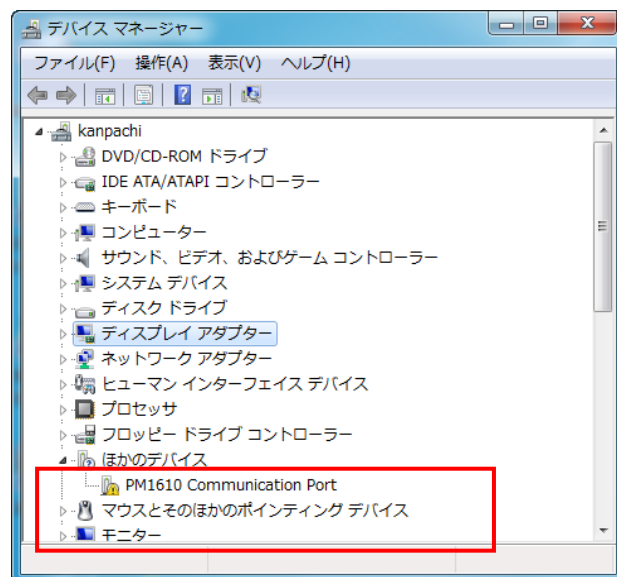 デバイス マネージャー
ファイル(F) 操作(A) 表示(V) ヘルプ(H)
kanpachi
DVD/CD-ROM ドライブ
IDE ATA/ATAPI コントローラー
キーボード
コンピューター
サウンド、ビデオ、およびゲーム コントローラー
システム デバイス
ディスク ドライブ
ディスプレイ アダプター
ネットワーク アダプター
ヒューマン インターフェイス デバイス
プロセッサ
フロッピー ドライブ コントローラー
ほかのデバイス
PM1610 Communication Port
マウスとそのほかのポインティング デバイス
モニター